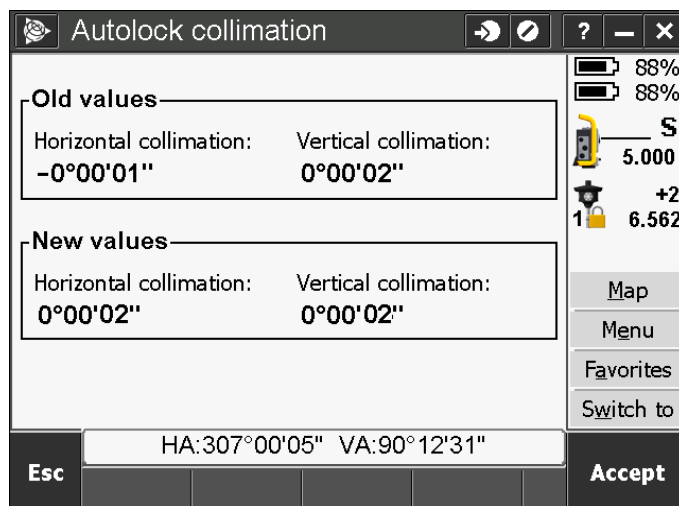 Autolock collimation
? – ×
88%
88%
S
5.000
+2
1 6.562
Old values
Horizontal collimation: Vertical collimation:
-0°00'01" 0°00'02"
New values
Horizontal collimation: Vertical collimation:
0°00'02" 0°00'02"
Map
Menu
Favorites
Switch to
HA:307°00'05" VA:90°12'31"
Esc
Accept